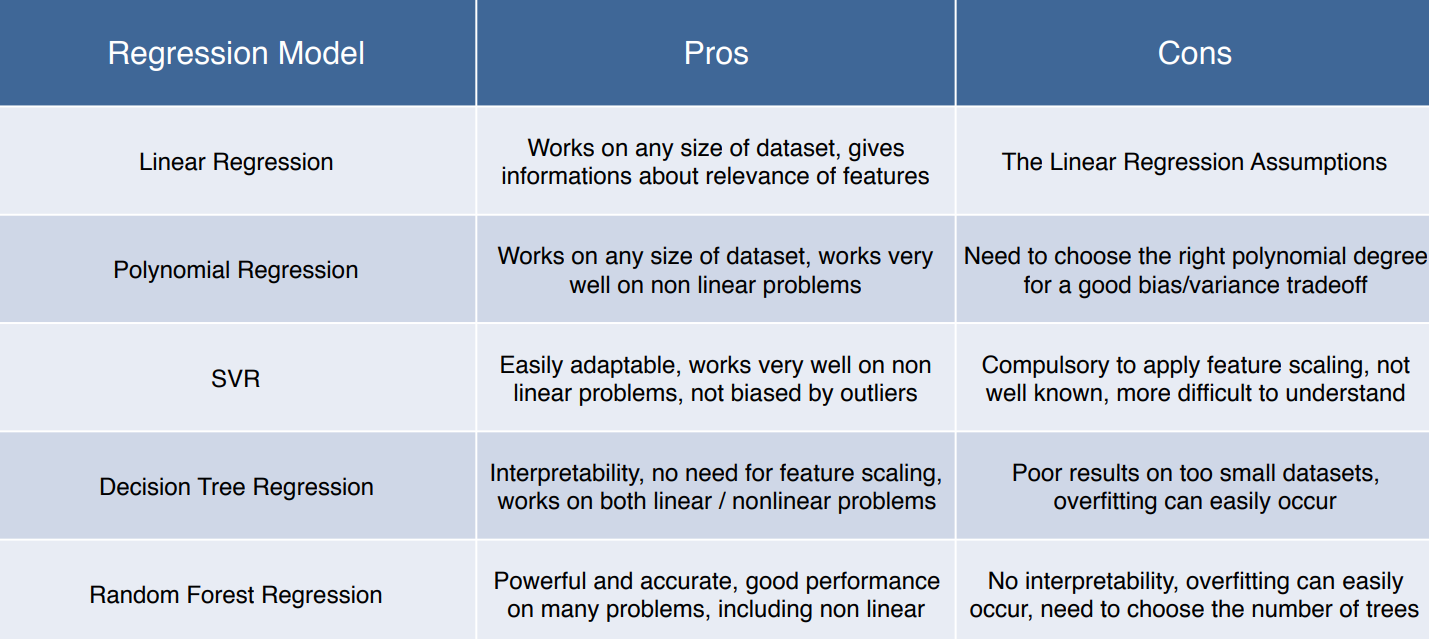 Regression Model
Pros
Cons
Linear Regression
Works on any size of dataset, gives
informations about relevance of features
The Linear Regression Assumptions
Polynomial Regression
Works on any size of dataset, works very
well on non linear problems
Need to choose the right polynomial degree
for a good bias/variance tradeoff
SVR
Easily adaptable, works very well on non
linear problems, not biased by outliers
Compulsory to apply feature scaling, not
well known, more difficult to understand
Decision Tree Regression
Interpretability, no need for feature scaling,
works on both linear / nonlinear problems
Poor results on too small datasets,
overfitting can easily occur
Random Forest Regression
Powerful and accurate, good performance
on many problems, including non linear
No interpretability, overfitting can easily
occur, need to choose the number of trees